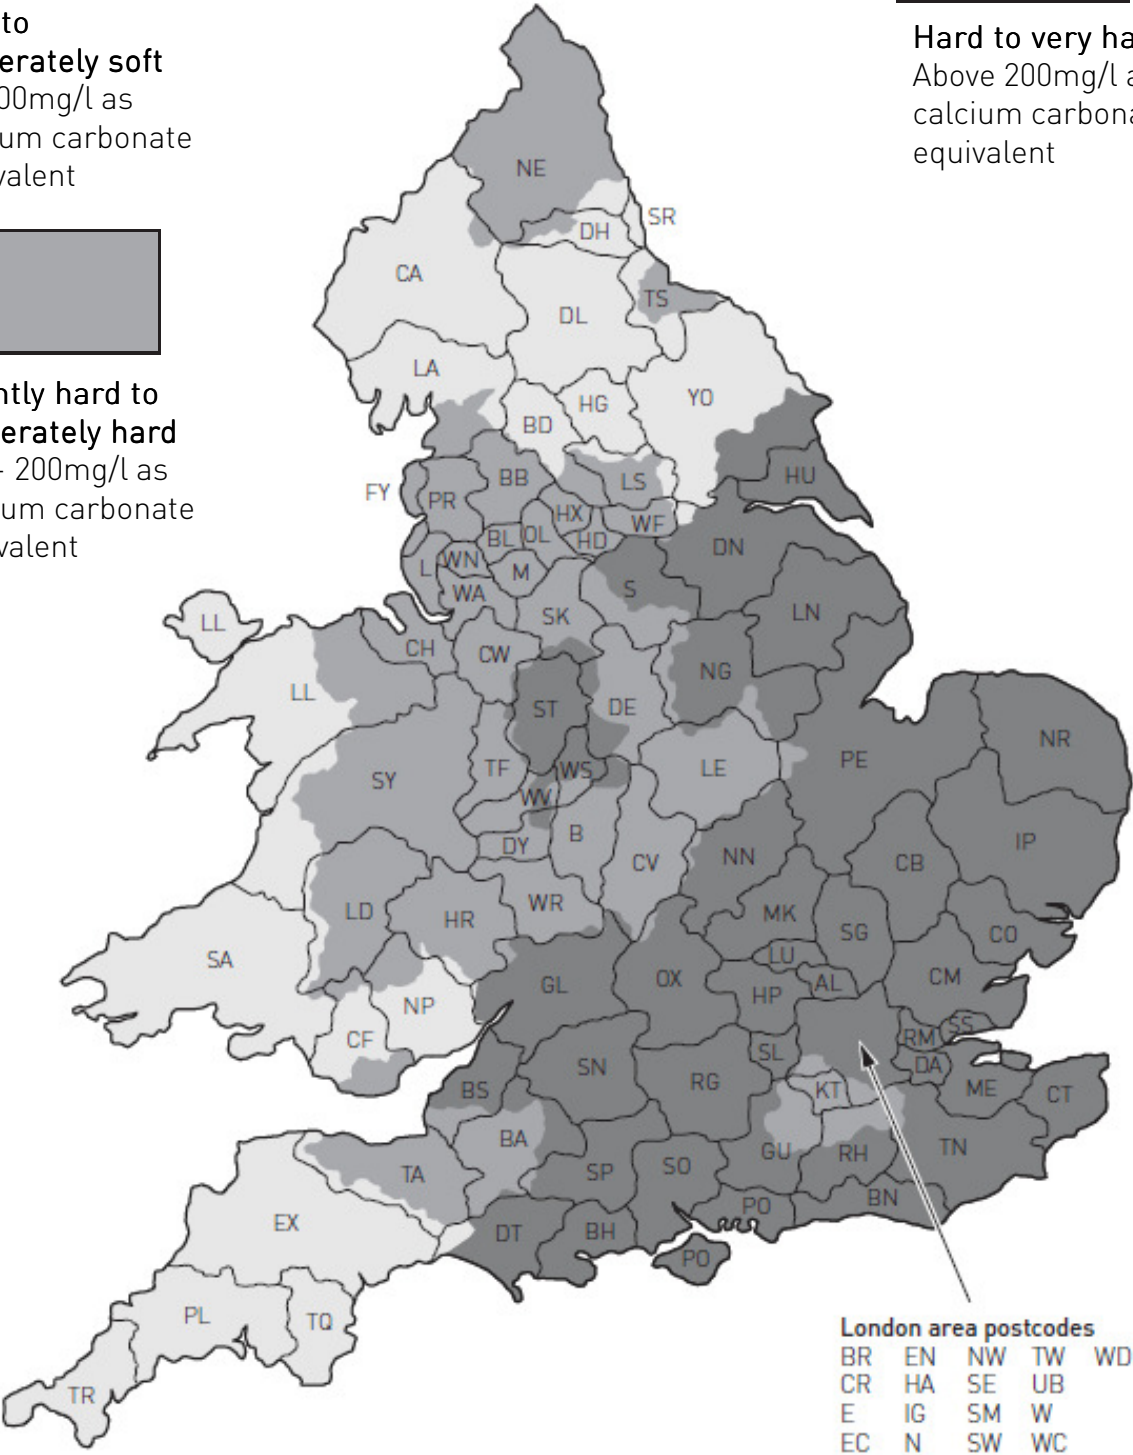 to
erately soft
00mg/l as
um carbonate
valent
Hard to very ha
Above 200mg/l a
calcium carbona
equivalent
ntly hard to
erately hard
- 200mg/l as
um carbonate
valent
NE
SR
DH
CA
TS
DL
LA
YO
HG
BD
HU
BB
LS
FY
PR
HX
WF
BL
OL
HD
DN
WN
L
M
S
WA
SK
LN
LL
CH
CW
NG
LL
ST
DE
NR
SY
TF
WS
LE
PE
WV
B
DY
CV
NN
CB
IP
LD
HR
WR
MK
SG
CO
SA
LU
GL
OX
AL
CM
HP
NP
CF
SS
RM
SL
DA
SN
RG
KT
ME
CT
BS
BA
TA
GU
RH
TN
SP
SO
BN
PO
EX
DT
BH
PO
PL
TQ
TR
London area postcodes
BR EN NW TW WD
CR HA SE UB
E IG SM W
EC N SW WC